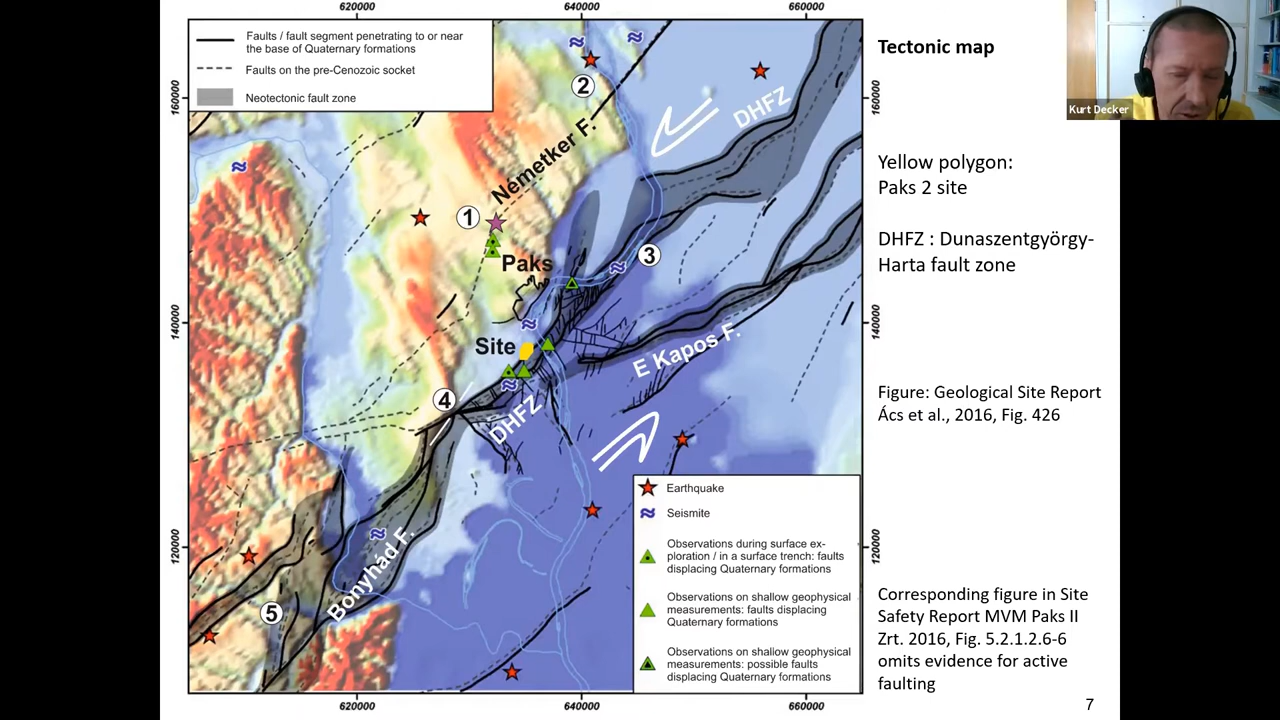 620000
640000
660000
Faults / fault segment penetrating to or near
the base of Quaternary formations
Faults on the pre-Cenozoic socket
Neotectonic fault zone
160000
140000
120000
160000
140000
120000
2
DHFZ
Németker F.
1
Paks
3
Site
E Kapos F.
4
DHFZ
Bonyhád F.
5
Earthquake
Seismite
Observations during surface ex-
ploration / in a surface trench: faults
displacing Quaternary formations
Observations on shallow geophysical
measurements: faults displacing
Quaternary formations
Observations on shallow geophysical
measurements: possible faults
displacing Quaternary formations
620000
640000
660000
Kurt Decker
Tectonic map
Yellow polygon:
Paks 2 site
DHFZ : Dunaszentgyörgy-
Harta fault zone
Figure: Geological Site Report
Ács et al., 2016, Fig. 426
Corresponding figure in Site
Safety Report MVM Paks II
Zrt. 2016, Fig. 5.2.1.2.6-6
omits evidence for active
faulting
7